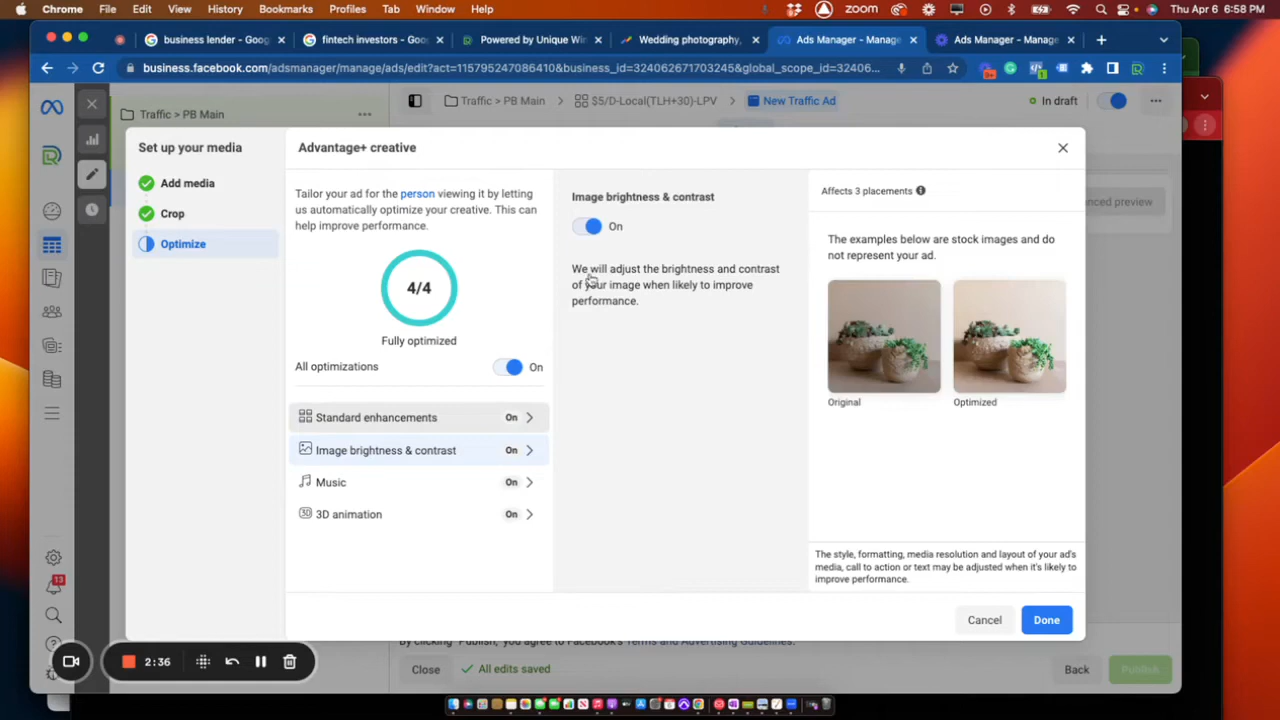 Chrome File Edit View History Bookmarks Profiles Tab Window Help zoom Thu Apr 6 6:58 PM
business lender - Goog
fintech investors - Goo
Powered by Unique Wi
Wedding photography,
Ads Manager - Manage
Ads Manager - Manage
business.facebook.com/adsmanager/manage/ads/edit?act=115795247086410&business_id=324062671703245&global_scope_id=32406...
Traffic > PB Main
Traffic > PB Main
$5/D-Local(TLH+30)-LPV
New Traffic Ad
In draft
Set up your media
Add media
Crop
Optimize
Advantage+ creative
Tailor your ad for the person viewing it by letting
us automatically optimize your creative. This can
help improve performance.
4/4
Fully optimized
All optimizations On
Standard enhancements On
Image brightness & contrast On
Music On
3D animation On
Image brightness & contrast
On
We will adjust the brightness and contrast
of your image when likely to improve
performance.
Affects 3 placements
The examples below are stock images and do
not represent your ad.
Original
Optimized
The style, formatting, media resolution and layout of your ad's
media, call to action or text may be adjusted when it's likely to
improve performance.
Cancel
Done
preview
By clicking "Publish," you agree to Facebook's Terms and Advertising Guidelines.
Close
All edits saved
Back
Publish
13
2:36